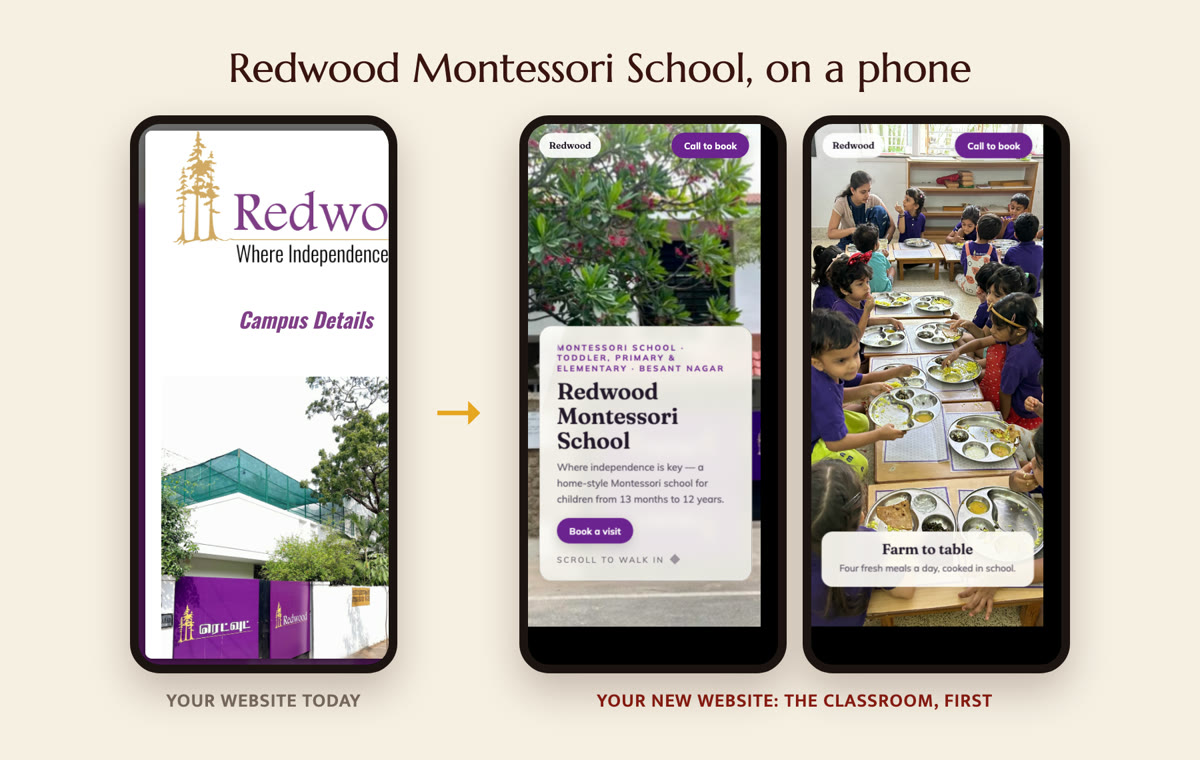 Redwood Montessori School, on a phone
Redwo
Where Independence
Campus Details
ரெட்வுட்
Redwood
YOUR WEBSITE TODAY
Redwood
Call to book
MONTESSORI SCHOOL ·
TODDLER, PRIMARY &
ELEMENTARY · BESANT NAGAR
Redwood
Montessori
School
Where independence is key — a
home-style Montessori school for
children from 13 months to 12 years.
Book a visit
SCROLL TO WALK IN
Redwood
Call to book
Farm to table
Four fresh meals a day, cooked in school.
YOUR NEW WEBSITE: THE CLASSROOM, FIRST